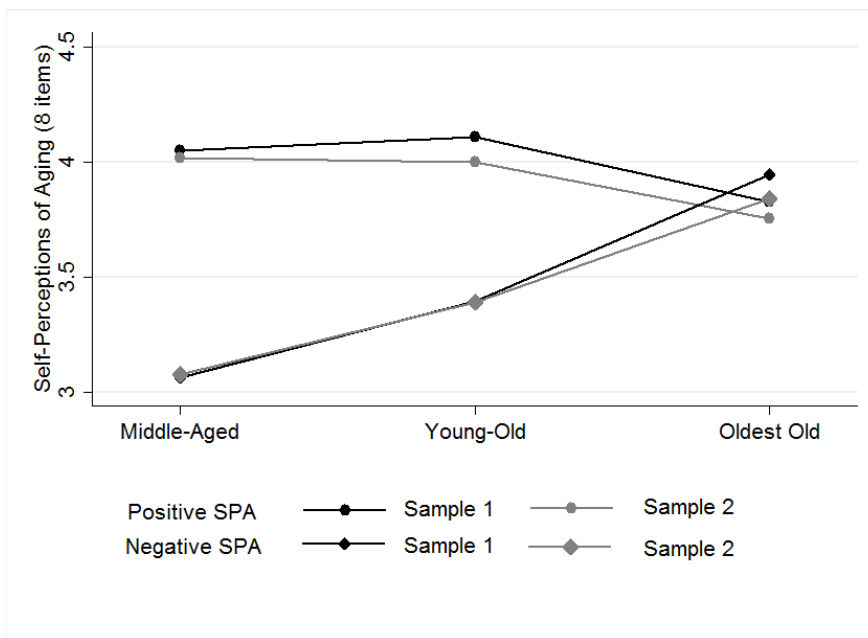 Self-Perceptions of Aging (8 items)
4.5
4
3.5
3
Middle-Aged Young-Old Oldest Old
Positive SPA Sample 1 Sample 2
Negative SPA Sample 1 Sample 2